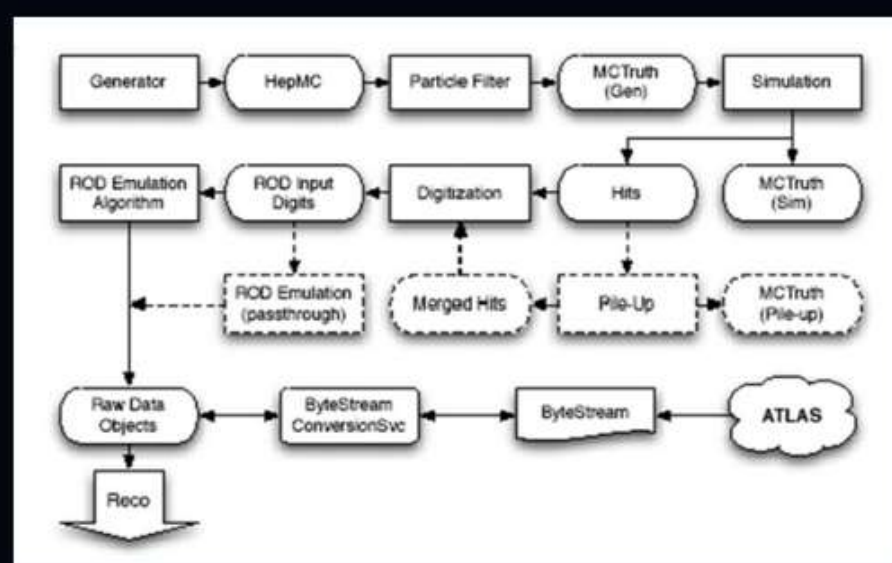 Generator
HepMC
Particle Filter
MCTruth
(Gen)
Simulation
ROD Emulation
Algorithm
ROD Input
Digits
Digitization
Hits
MCTruth
(Sim)
ROD Emulation
(passthrough)
Merged Hits
Pile-Up
MCTruth
(Pile-up)
Raw Data
Objects
ByteStream
ConversionSvc
ByteStream
ATLAS
Reco